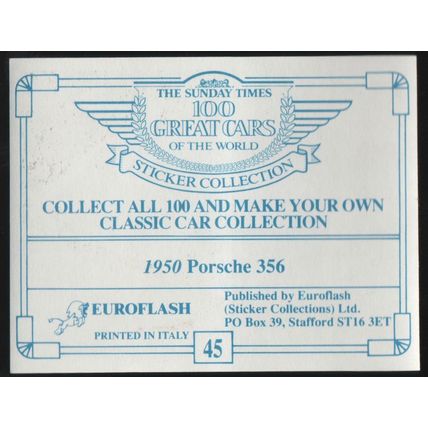 THE SUNDAY TIMES
100
GREAT CARS
OF THE WORLD
STICKER COLLECTION
COLLECT ALL 100 AND MAKE YOUR OWN
CLASSIC CAR COLLECTION
1950 Porsche 356
EUROFLASH
PRINTED IN ITALY
Published by Euroflash
(Sticker Collections) Ltd.
PO Box 39, Stafford ST16 3ET
45